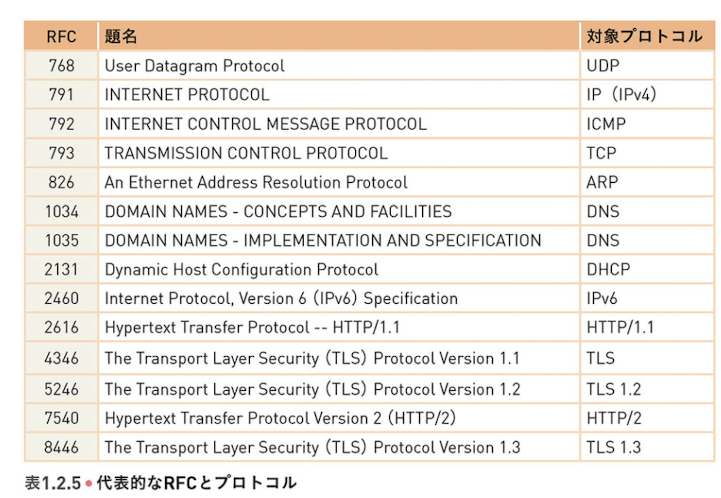 RFC 題名 対象プロトコル
768 User Datagram Protocol UDP
791 INTERNET PROTOCOL IP（IPv4）
792 INTERNET CONTROL MESSAGE PROTOCOL ICMP
793 TRANSMISSION CONTROL PROTOCOL TCP
826 An Ethernet Address Resolution Protocol ARP
1034 DOMAIN NAMES - CONCEPTS AND FACILITIES DNS
1035 DOMAIN NAMES - IMPLEMENTATION AND SPECIFICATION DNS
2131 Dynamic Host Configuration Protocol DHCP
2460 Internet Protocol, Version 6（IPv6）Specification IPv6
2616 Hypertext Transfer Protocol -- HTTP/1.1 HTTP/1.1
4346 The Transport Layer Security（TLS）Protocol Version 1.1 TLS
5246 The Transport Layer Security（TLS）Protocol Version 1.2 TLS 1.2
7540 Hypertext Transfer Protocol Version 2（HTTP/2） HTTP/2
8446 The Transport Layer Security（TLS）Protocol Version 1.3 TLS 1.3
表1.2.5●代表的なRFCとプロトコル